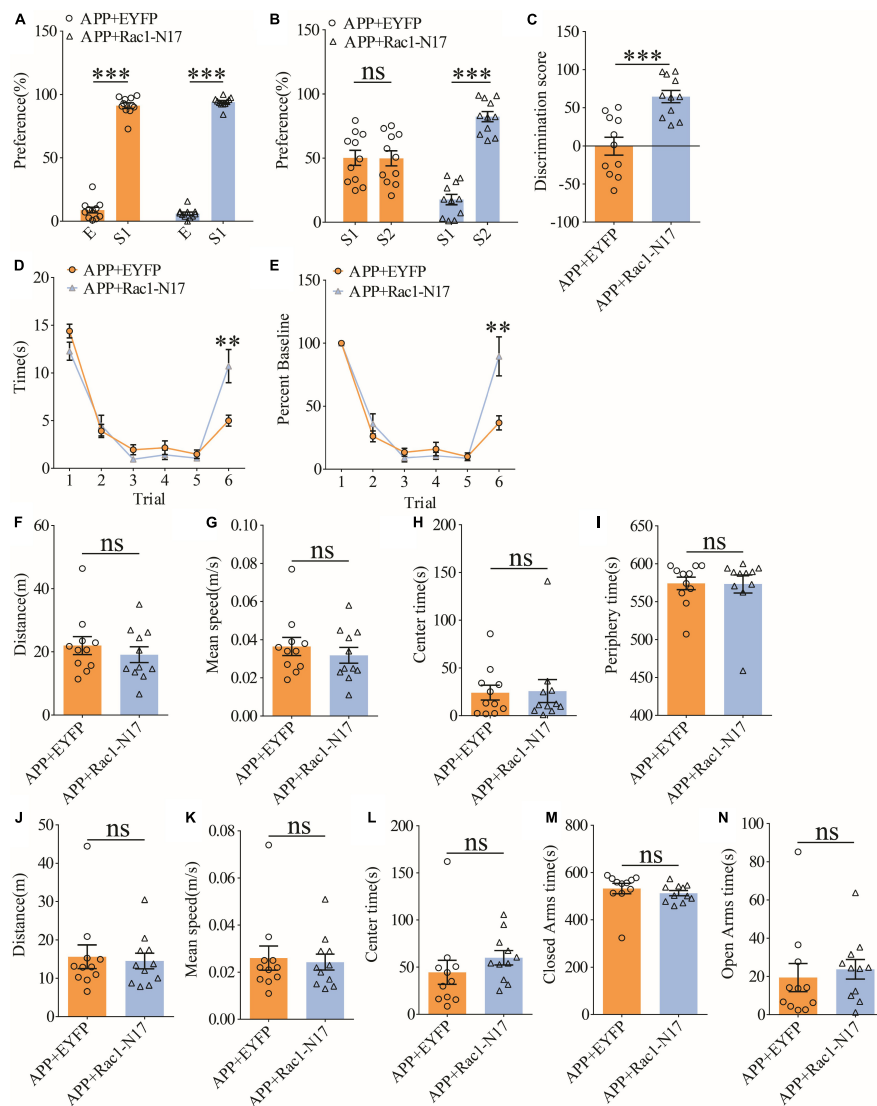 A
APP+EYFP
APP+Rac1-N17
***
***
Preference(%)
150
100
50
0
E
S1
E
S1
B
APP+EYFP
APP+Rac1-N17
ns
***
Preference(%)
150
100
50
0
S1
S2
S1
S2
C
***
Discrimination score
150
100
50
0
-50
-100
APP+EYFP
APP+Rac1-N17
D
APP+EYFP
APP+Rac1-N17
**
Time(s)
20
15
10
5
0
1 2 3 4 5 6
Trial
E
APP+EYFP
APP+Rac1-N17
**
Percent Baseline
150
100
50
0
1 2 3 4 5 6
Trial
F
ns
Distance(m)
60
40
20
0
APP+EYFP
APP+Rac1-N17
G
ns
Mean speed(m/s)
0.10
0.08
0.06
0.04
0.02
0.00
APP+EYFP
APP+Rac1-N17
H
ns
Center time(s)
200
150
100
50
0
APP+EYFP
APP+Rac1-N17
I
ns
Periphery time(s)
650
600
550
500
450
400
APP+EYFP
APP+Rac1-N17
J
ns
Distance(m)
50
40
30
20
10
0
APP+EYFP
APP+Rac1-N17
K
ns
Mean speed(m/s)
0.08
0.06
0.04
0.02
0.00
APP+EYFP
APP+Rac1-N17
L
ns
Center time(s)
200
150
100
50
0
APP+EYFP
APP+Rac1-N17
M
ns
Closed Arms time(s)
800
600
400
200
0
APP+EYFP
APP+Rac1-N17
N
ns
Open Arms time(s)
100
80
60
40
20
0
APP+EYFP
APP+Rac1-N17